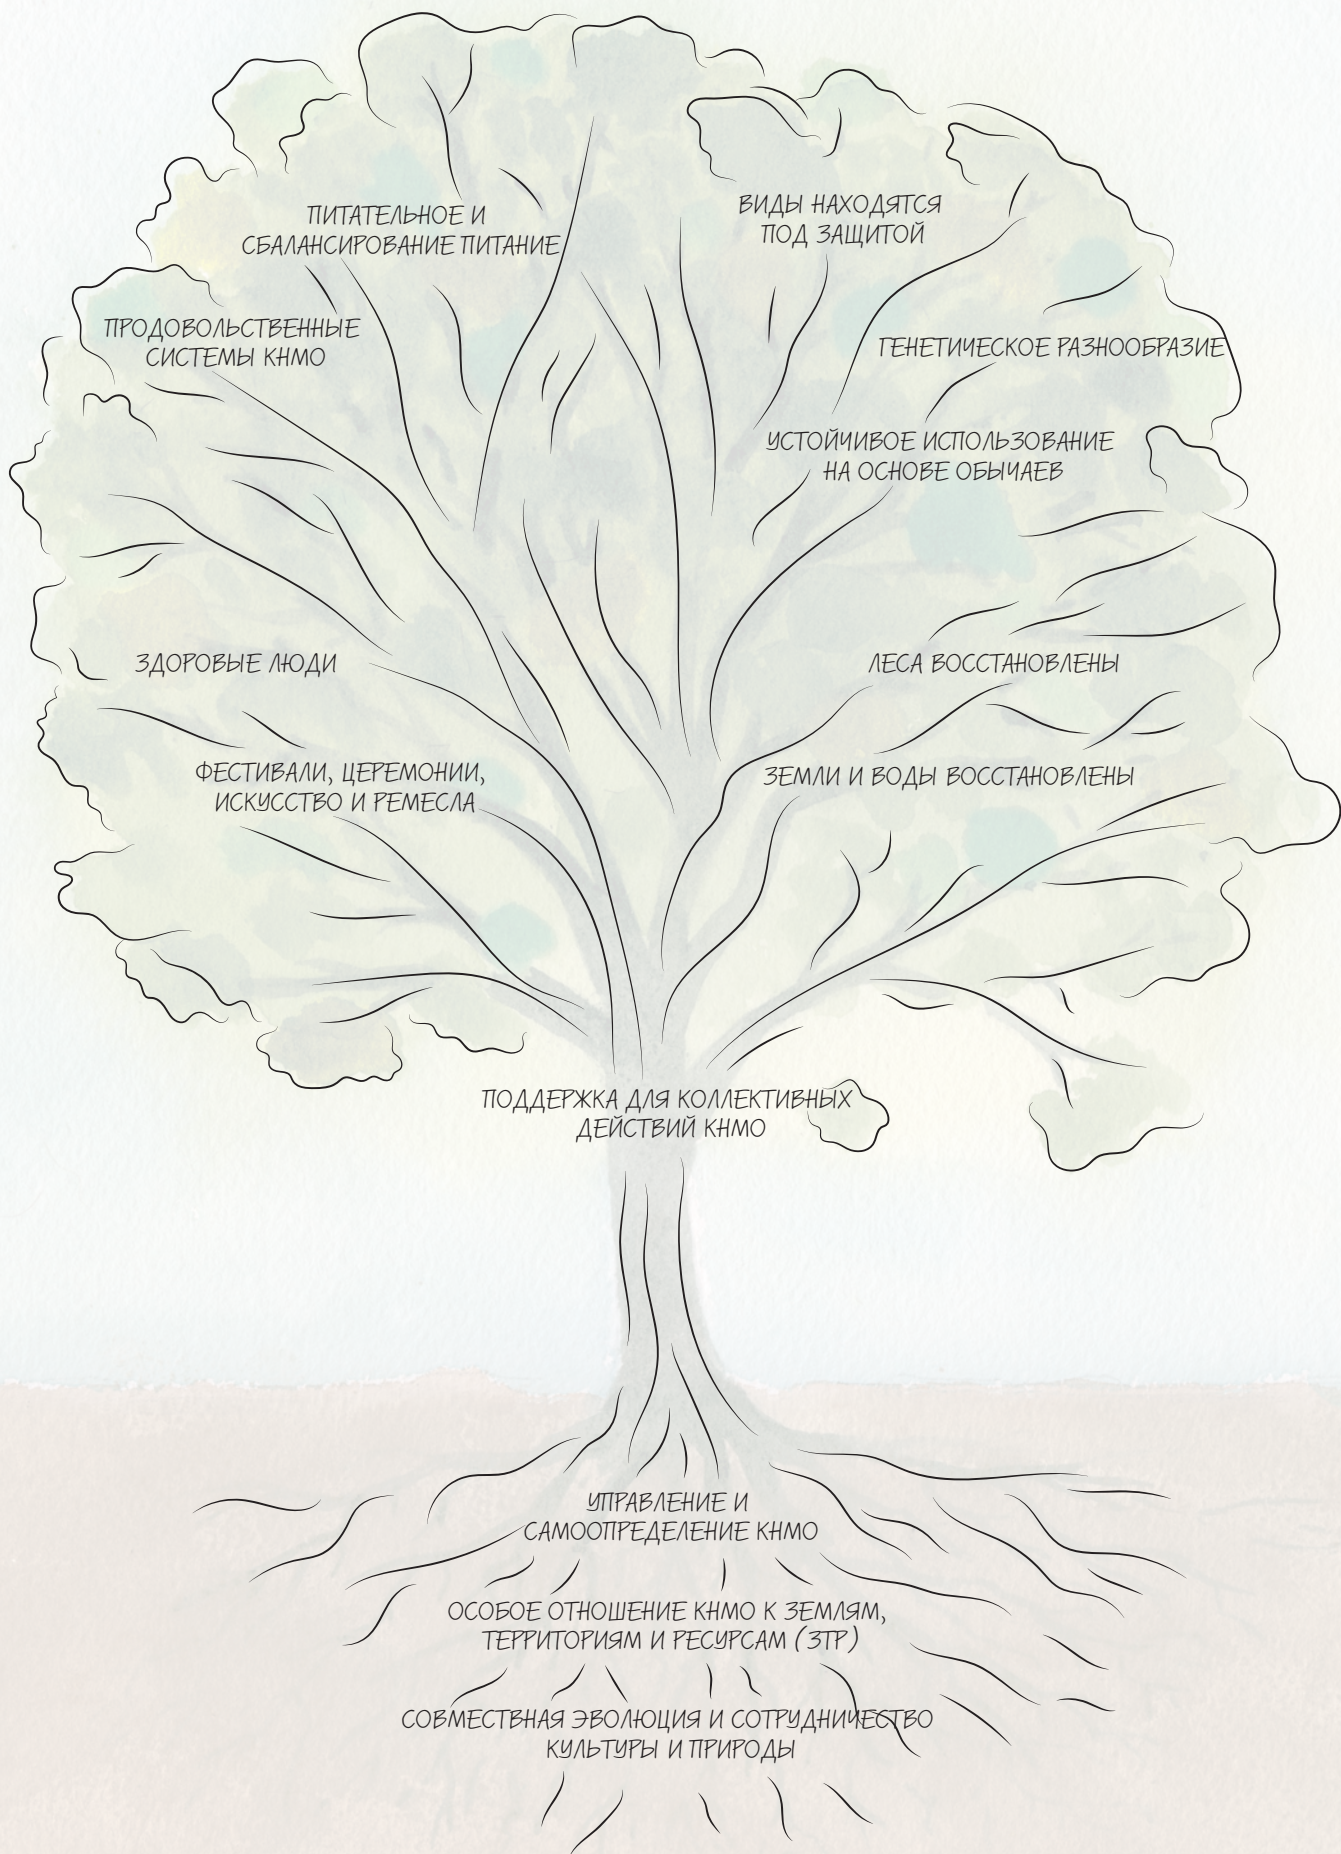 ПИТАТЕЛЬНОЕ И
СБАЛАНСИРОВАНИЕ ПИТАНИЕ
ВИДЫ НАХОДЯТСЯ
ПОД ЗАЩИТОЙ
ПРОДОВОЛЬСТВЕННЫЕ
СИСТЕМЫ КНМО
ГЕНЕТИЧЕСКОЕ РАЗНООБРАЗИЕ
УСТОЙЧИВОЕ ИСПОЛЬЗОВАНИЕ
НА ОСНОВЕ ОБЫЧАЕВ
ЗДОРОВЫЕ ЛЮДИ
ЛЕСА ВОССТАНОВЛЕНЫ
ФЕСТИВАЛИ, ЦЕРЕМОНИИ,
ИСКУССТВО И РЕМЕСЛА
ЗЕМЛИ И ВОДЫ ВОССТАНОВЛЕНЫ
ПОДДЕРЖКА ДЛЯ КОЛЛЕКТИВНЫХ
ДЕЙСТВИЙ КНМО
УПРАВЛЕНИЕ И
САМООПРЕДЕЛЕНИЕ КНМО
ОСОБОЕ ОТНОШЕНИЕ КНМО К ЗЕМЛЯМ,
ТЕРРИТОРИЯМ И РЕСУРСАМ (ЗТР)
СОВМЕСТВНАЯ ЭВОЛЮЦИЯ И СОТРУДНИЧЕСТВО
КУЛЬТУРЫ И ПРИРОДЫ